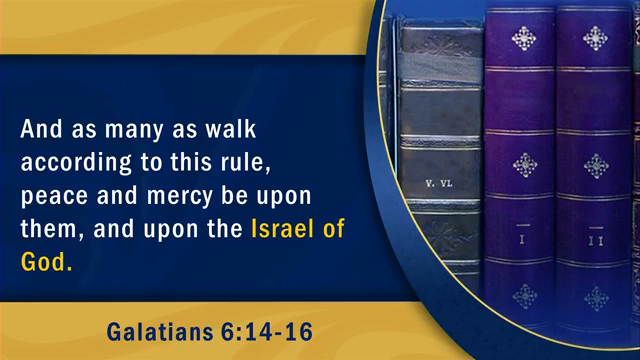 And as many as walk
according to this rule,
peace and mercy be upon
them, and upon the Israel of
God.
Galatians 6:14-16
V. VL
I
II